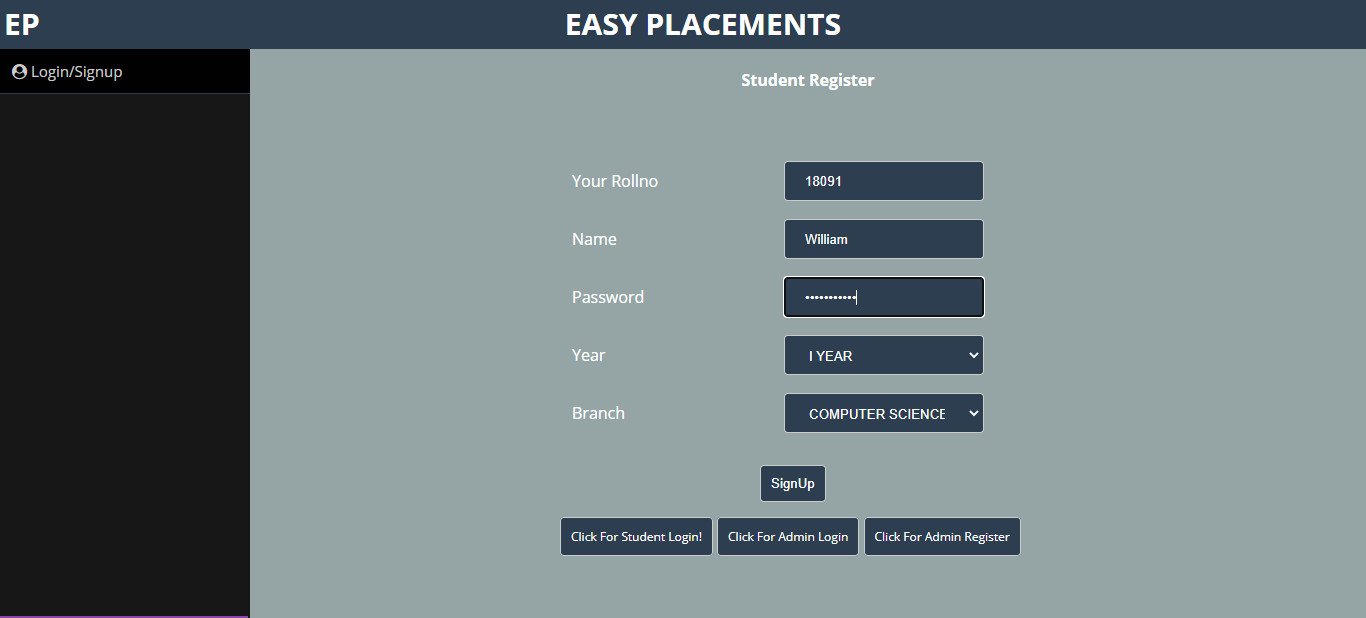 EP
EASY PLACEMENTS
Login/Signup
Student Register
Your Rollno 18091
Name William
Password •••••••••••
Year I YEAR
Branch COMPUTER SCIENCE
SignUp
Click For Student Login! Click For Admin Login Click For Admin Register